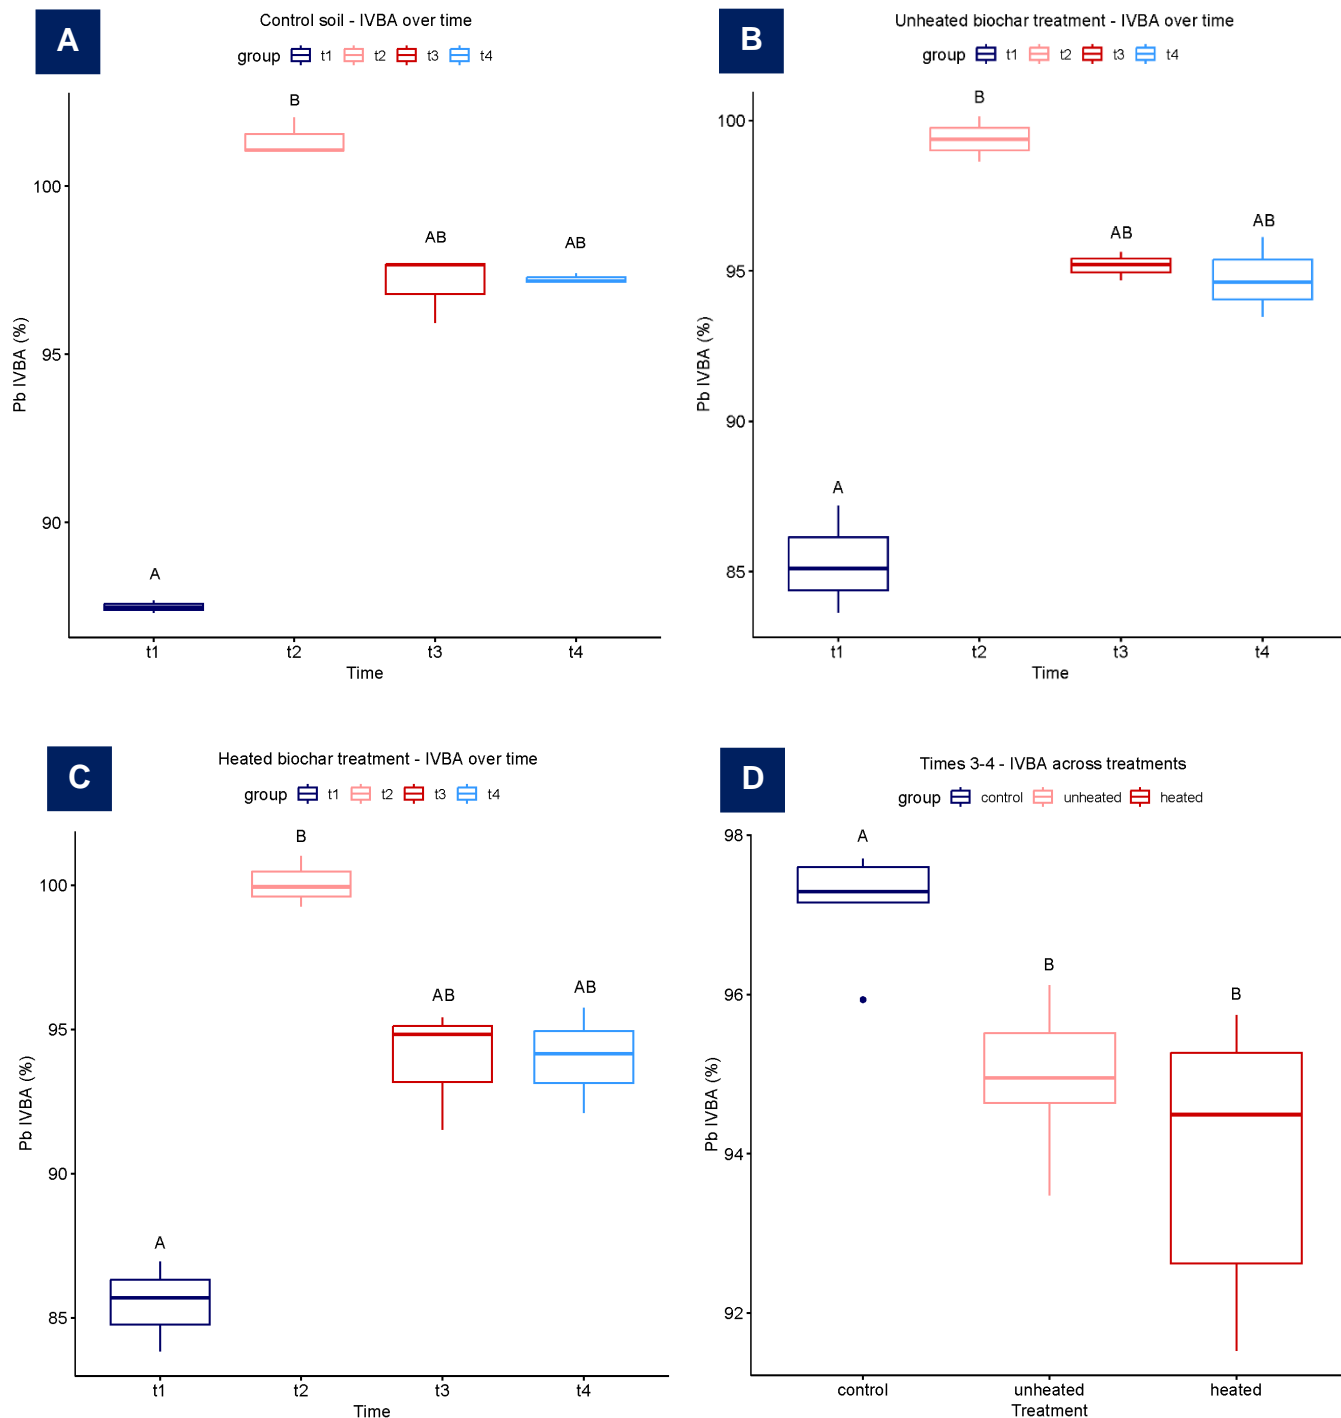 A
Control soil - IVBA over time
group t1 t2 t3 t4
B
100
AB
AB
95
Pb IVBA (%)
90
A
t1 t2 t3 t4
Time
B
Unheated biochar treatment - IVBA over time
group t1 t2 t3 t4
B
100
AB
AB
95
Pb IVBA (%)
90
A
85
t1 t2 t3 t4
Time
C
Heated biochar treatment - IVBA over time
group t1 t2 t3 t4
B
100
AB
AB
95
Pb IVBA (%)
90
A
85
t1 t2 t3 t4
Time
D
Times 3-4 - IVBA across treatments
group control unheated heated
98
A
B
96
B
Pb IVBA (%)
94
92
control unheated heated
Treatment